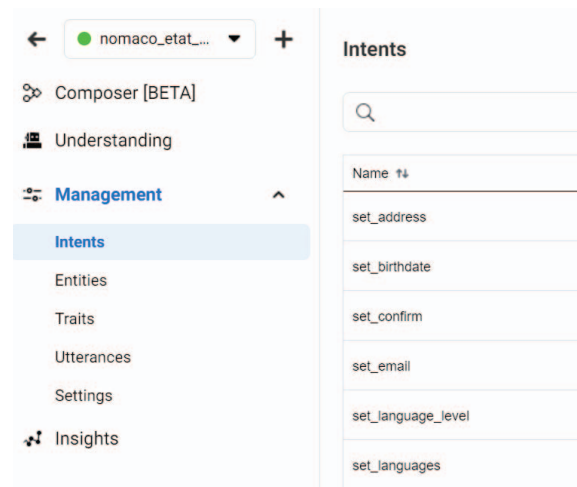 nomaco_etat_...
Composer [BETA]
Understanding
Management
Intents
Entities
Traits
Utterances
Settings
Insights
Intents
Name
set_address
set_birthdate
set_confirm
set_email
set_language_level
set_languages